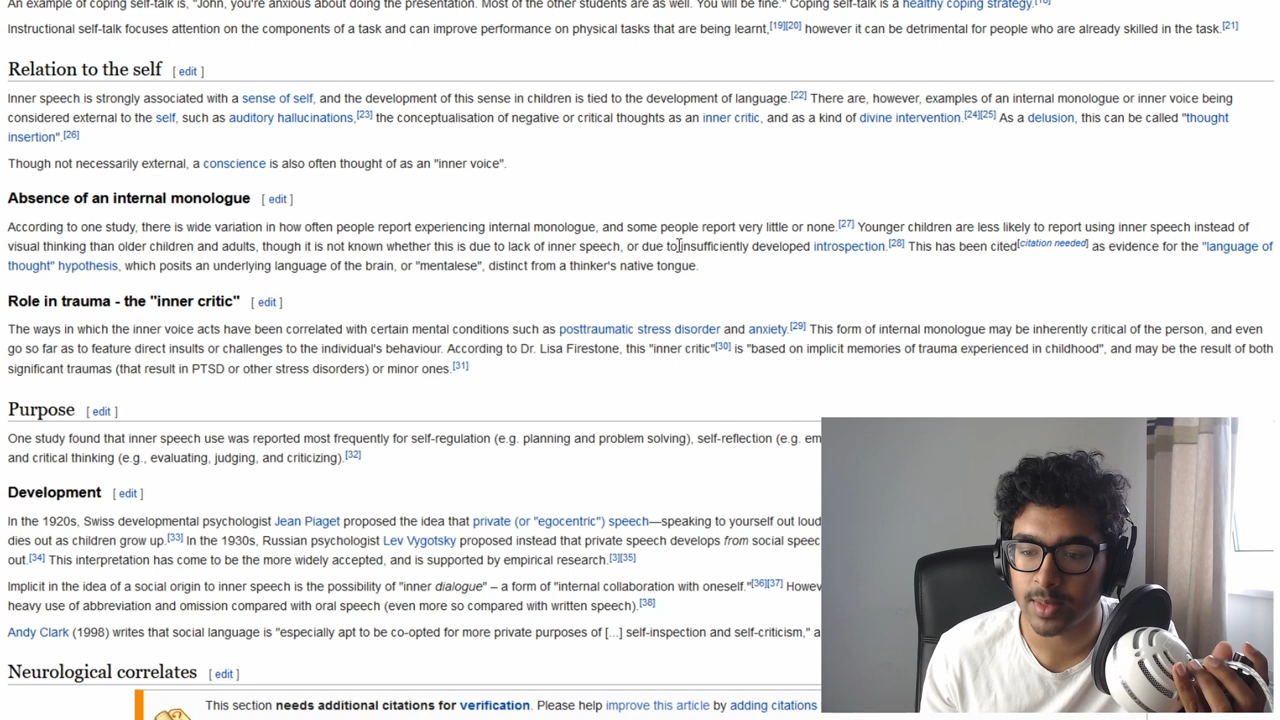 An example of coping self-talk is, "John, you're anxious about doing the presentation. Most of the other students are as well. You will be fine." Coping self-talk is a healthy coping strategy.
Instructional self-talk focuses attention on the components of a task and can improve performance on physical tasks that are being learnt,[19][20] however it can be detrimental for people who are already skilled in the task.[21]
Relation to the self [ edit ]
Inner speech is strongly associated with a sense of self, and the development of this sense in children is tied to the development of language.[22] There are, however, examples of an internal monologue or inner voice being
considered external to the self, such as auditory hallucinations,[23] the conceptualisation of negative or critical thoughts as an inner critic, and as a kind of divine intervention.[24][25] As a delusion, this can be called "thought
insertion".[26]
Though not necessarily external, a conscience is also often thought of as an "inner voice".
Absence of an internal monologue [ edit ]
According to one study, there is wide variation in how often people report experiencing internal monologue, and some people report very little or none.[27] Younger children are less likely to report using inner speech instead of
visual thinking than older children and adults, though it is not known whether this is due to lack of inner speech, or due to insufficiently developed introspection.[28] This has been cited[citation needed] as evidence for the "language of
thought" hypothesis, which posits an underlying language of the brain, or "mentalese", distinct from a thinker's native tongue.
Role in trauma - the "inner critic" [ edit ]
The ways in which the inner voice acts have been correlated with certain mental conditions such as posttraumatic stress disorder and anxiety.[29] This form of internal monologue may be inherently critical of the person, and even
go so far as to feature direct insults or challenges to the individual's behaviour. According to Dr. Lisa Firestone, this "inner critic"[30] is "based on implicit memories of trauma experienced in childhood", and may be the result of both
significant traumas (that result in PTSD or other stress disorders) or minor ones.[31]
Purpose [ edit ]
One study found that inner speech use was reported most frequently for self-regulation (e.g. planning and problem solving), self-reflection (e.g. em
and critical thinking (e.g., evaluating, judging, and criticizing).[32]
Development [ edit ]
In the 1920s, Swiss developmental psychologist Jean Piaget proposed the idea that private (or "egocentric") speech—speaking to yourself out loud
dies out as children grow up.[33] In the 1930s, Russian psychologist Lev Vygotsky proposed instead that private speech develops from social speec
out.[34] This interpretation has come to be the more widely accepted, and is supported by empirical research.[3][35]
Implicit in the idea of a social origin to inner speech is the possibility of "inner dialogue" – a form of "internal collaboration with oneself."[36][37] Howev
heavy use of abbreviation and omission compared with oral speech (even more so compared with written speech).[38]
Andy Clark (1998) writes that social language is "especially apt to be co-opted for more private purposes of [...] self-inspection and self-criticism," a
Neurological correlates [ edit ]
This section needs additional citations for verification. Please help improve this article by adding citations